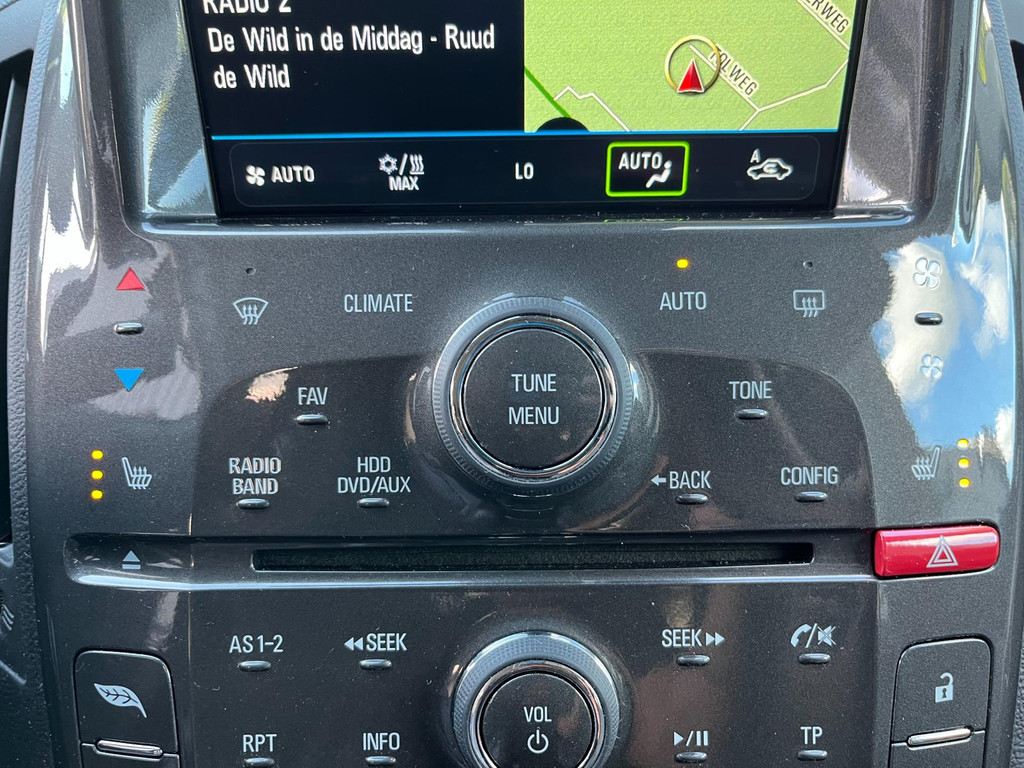 RADIO 2
De Wild in de Middag - Ruud
de Wild
HOLWEG
AUTO
MAX
LO
AUTO
A
CLIMATE
AUTO
TUNE
MENU
FAV
TONE
RADIO
BAND
HDD
DVD/AUX
BACK
CONFIG
AS 1-2
SEEK
SEEK
VOL
RPT
INFO
TP